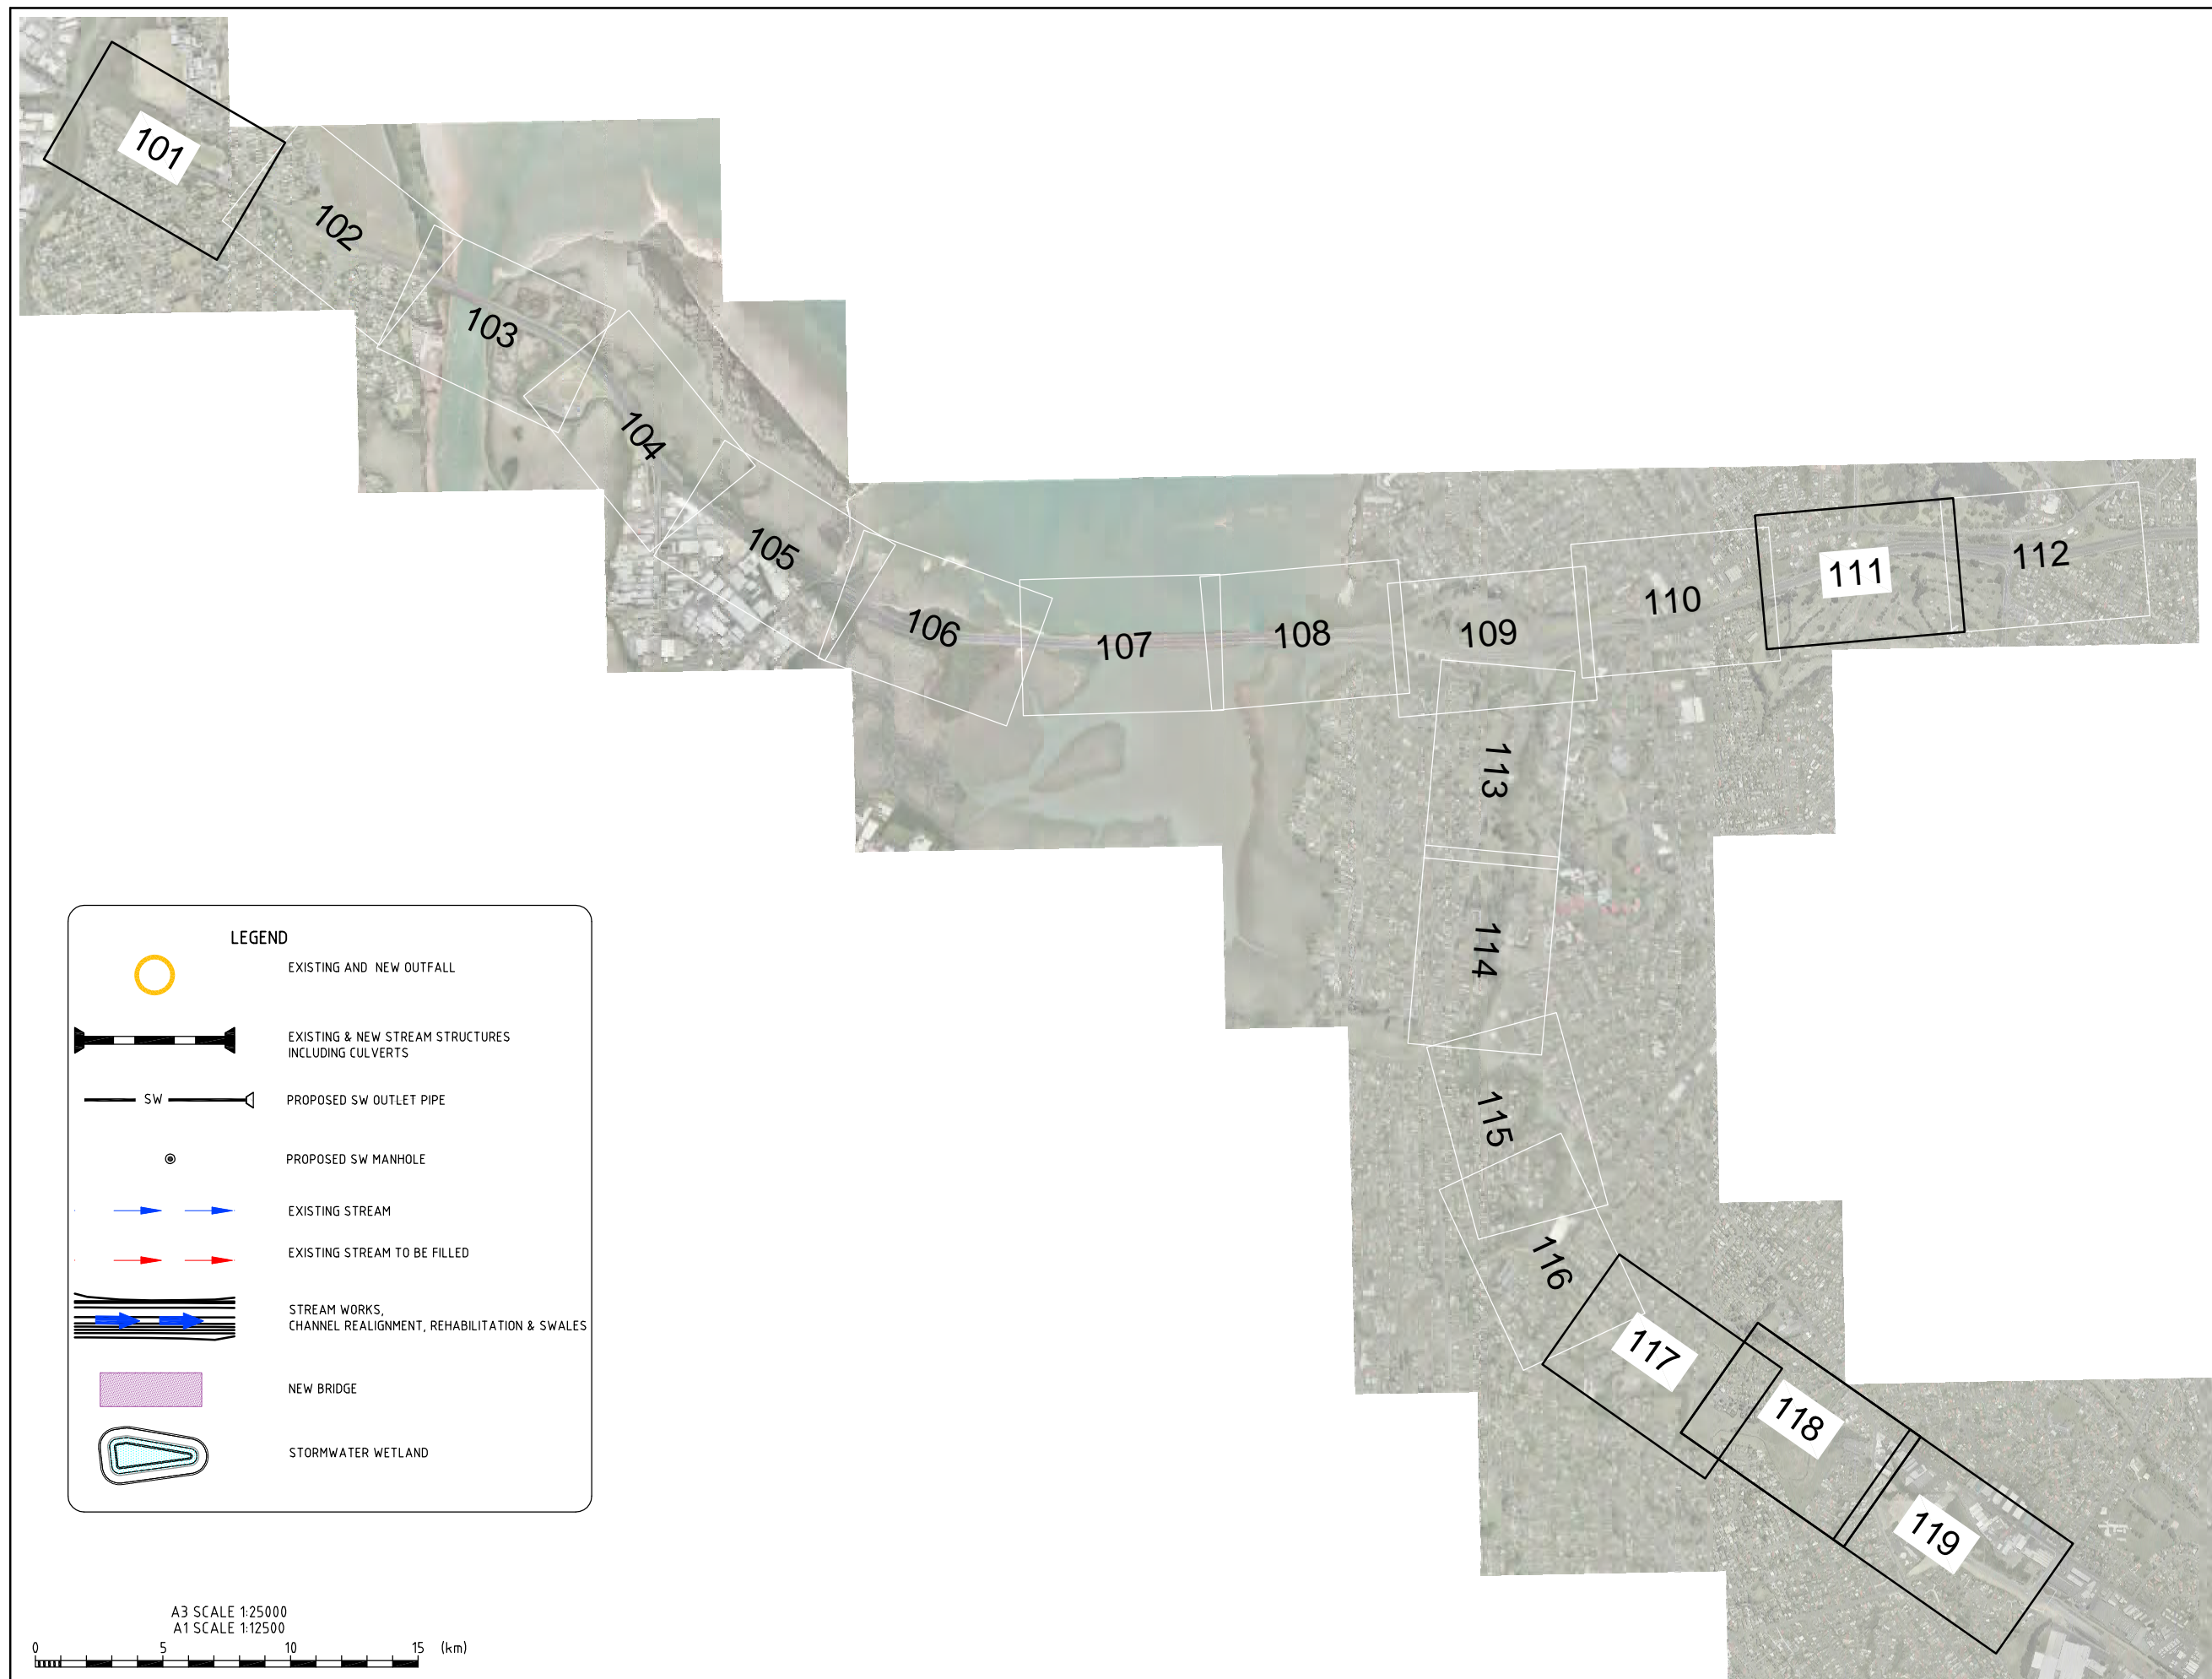 101
102
103
104
105
106
107
108
109
110
111
112
113
114
115
116
117
118
119
LEGEND
EXISTING AND NEW OUTFALL
EXISTING & NEW STREAM STRUCTURES
INCLUDING CULVERTS
SW
PROPOSED SW OUTLET PIPE
PROPOSED SW MANHOLE
EXISTING STREAM
EXISTING STREAM TO BE FILLED
STREAM WORKS,
CHANNEL REALIGNMENT, REHABILITATION & SWALES
NEW BRIDGE
STORMWATER WETLAND
A3 SCALE 1:25000
A1 SCALE 1:12500
0 5 10 15 (km)